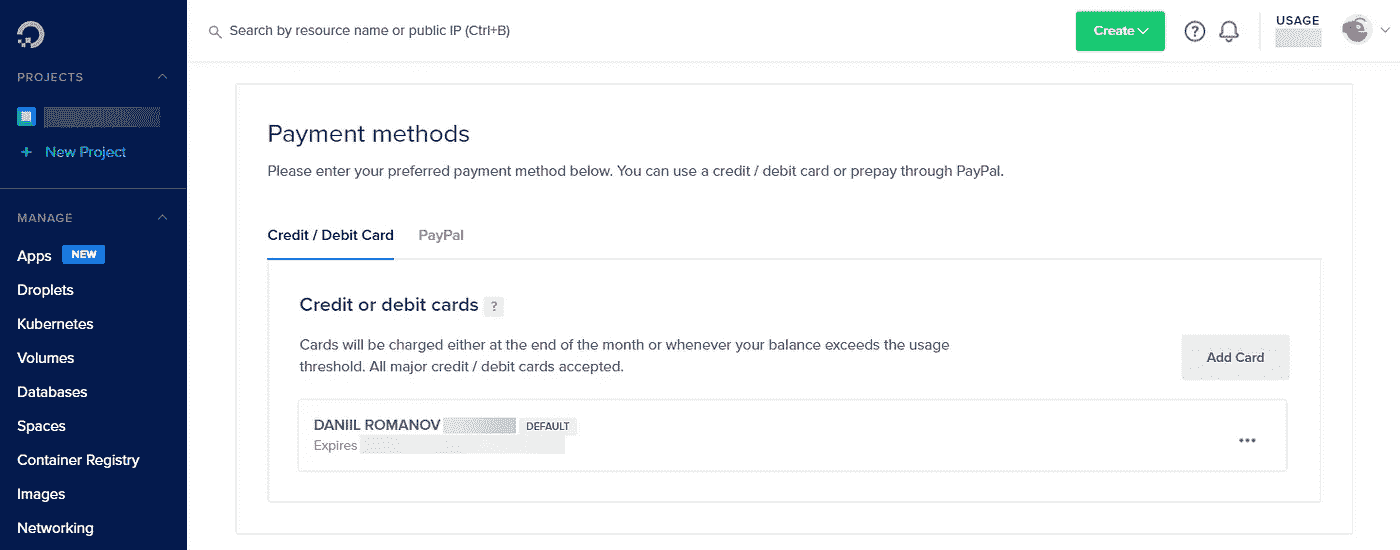 Search by resource name or public IP (Ctrl+B)
Create
?
USAGE
PROJECTS
+ New Project
MANAGE
Apps NEW
Droplets
Kubernetes
Volumes
Databases
Spaces
Container Registry
Images
Networking
Payment methods
Please enter your preferred payment method below. You can use a credit / debit card or prepay through PayPal.
Credit / Debit Card PayPal
Credit or debit cards ?
Cards will be charged either at the end of the month or whenever your balance exceeds the usage
threshold. All major credit / debit cards accepted.
Add Card
DANIIL ROMANOV DEFAULT
Expires